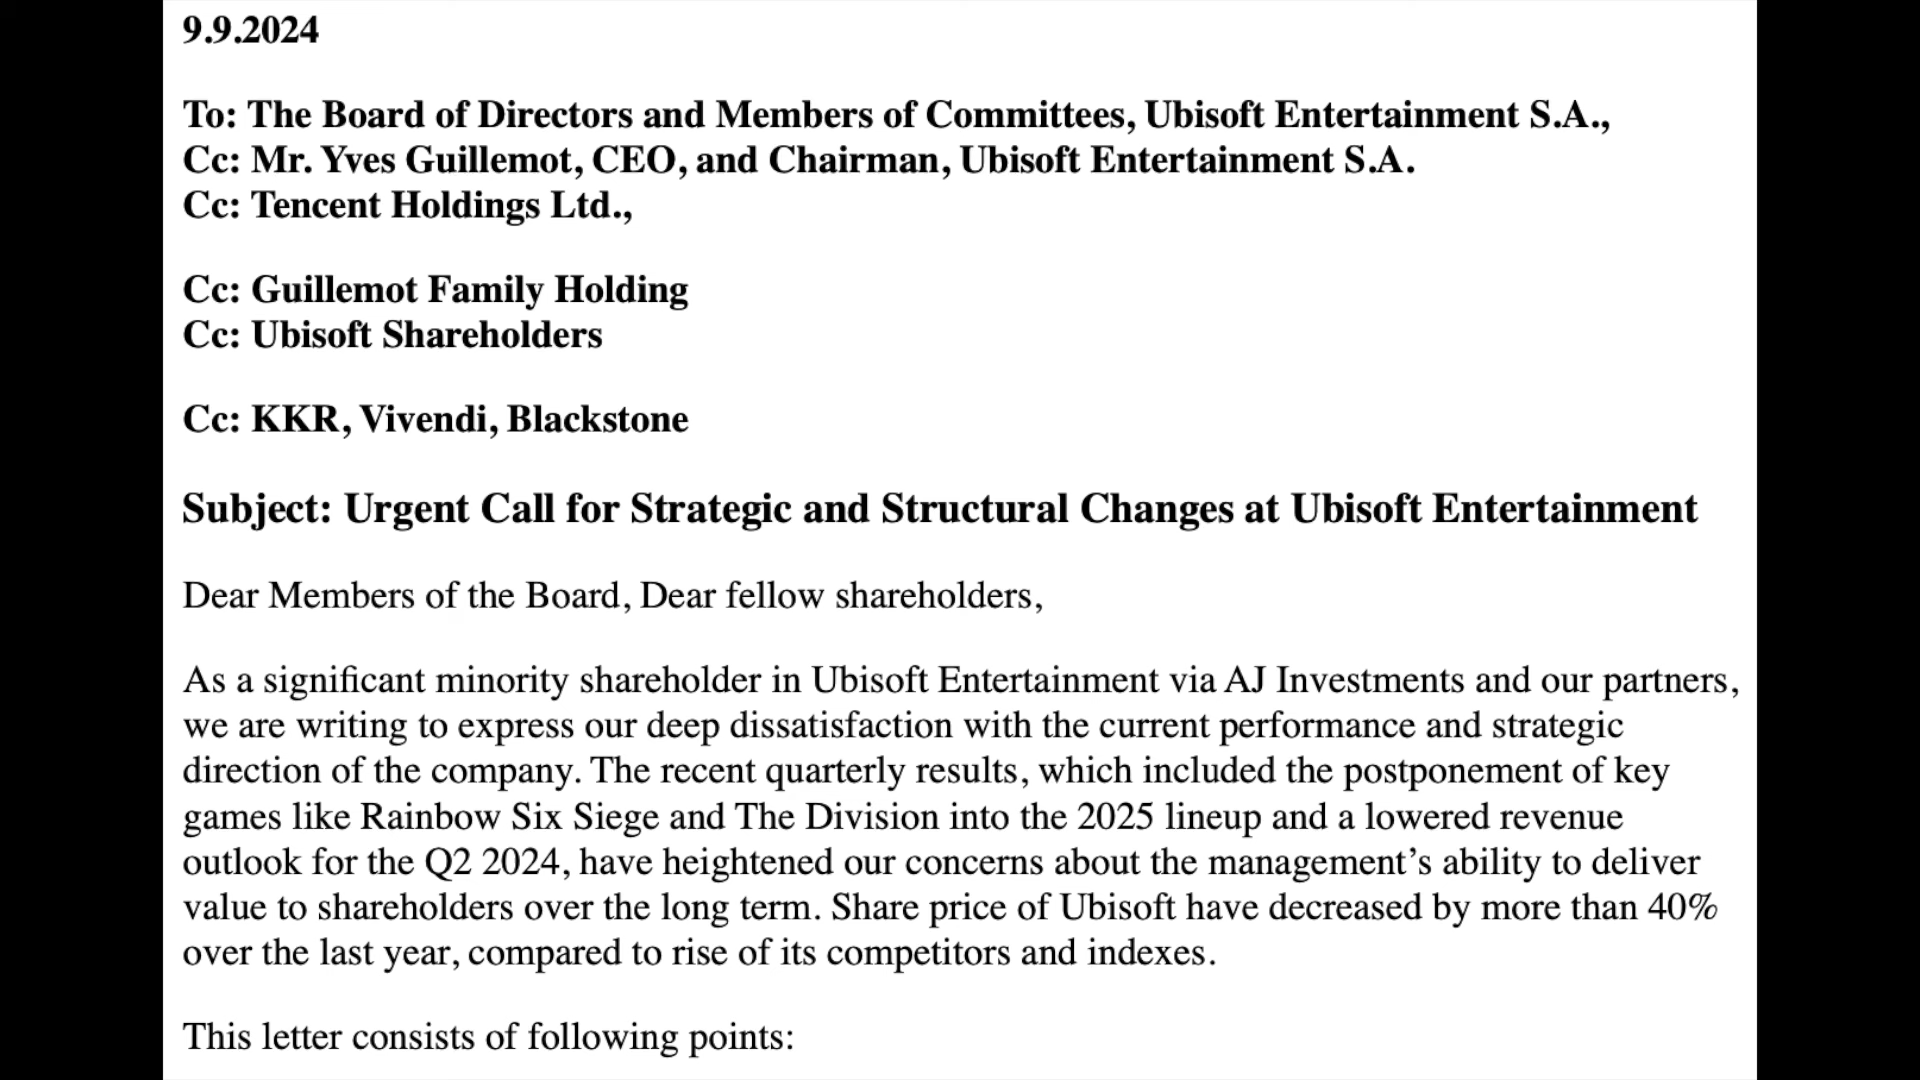 9.9.2024
To: The Board of Directors and Members of Committees, Ubisoft Entertainment S.A.,
Cc: Mr. Yves Guillemot, CEO, and Chairman, Ubisoft Entertainment S.A.
Cc: Tencent Holdings Ltd.,
Cc: Guillemot Family Holding
Cc: Ubisoft Shareholders
Cc: KKR, Vivendi, Blackstone
Subject: Urgent Call for Strategic and Structural Changes at Ubisoft Entertainment
Dear Members of the Board, Dear fellow shareholders,
As a significant minority shareholder in Ubisoft Entertainment via AJ Investments and our partners,
we are writing to express our deep dissatisfaction with the current performance and strategic
direction of the company. The recent quarterly results, which included the postponement of key
games like Rainbow Six Siege and The Division into the 2025 lineup and a lowered revenue
outlook for the Q2 2024, have heightened our concerns about the management’s ability to deliver
value to shareholders over the long term. Share price of Ubisoft have decreased by more than 40%
over the last year, compared to rise of its competitors and indexes.
This letter consists of following points: